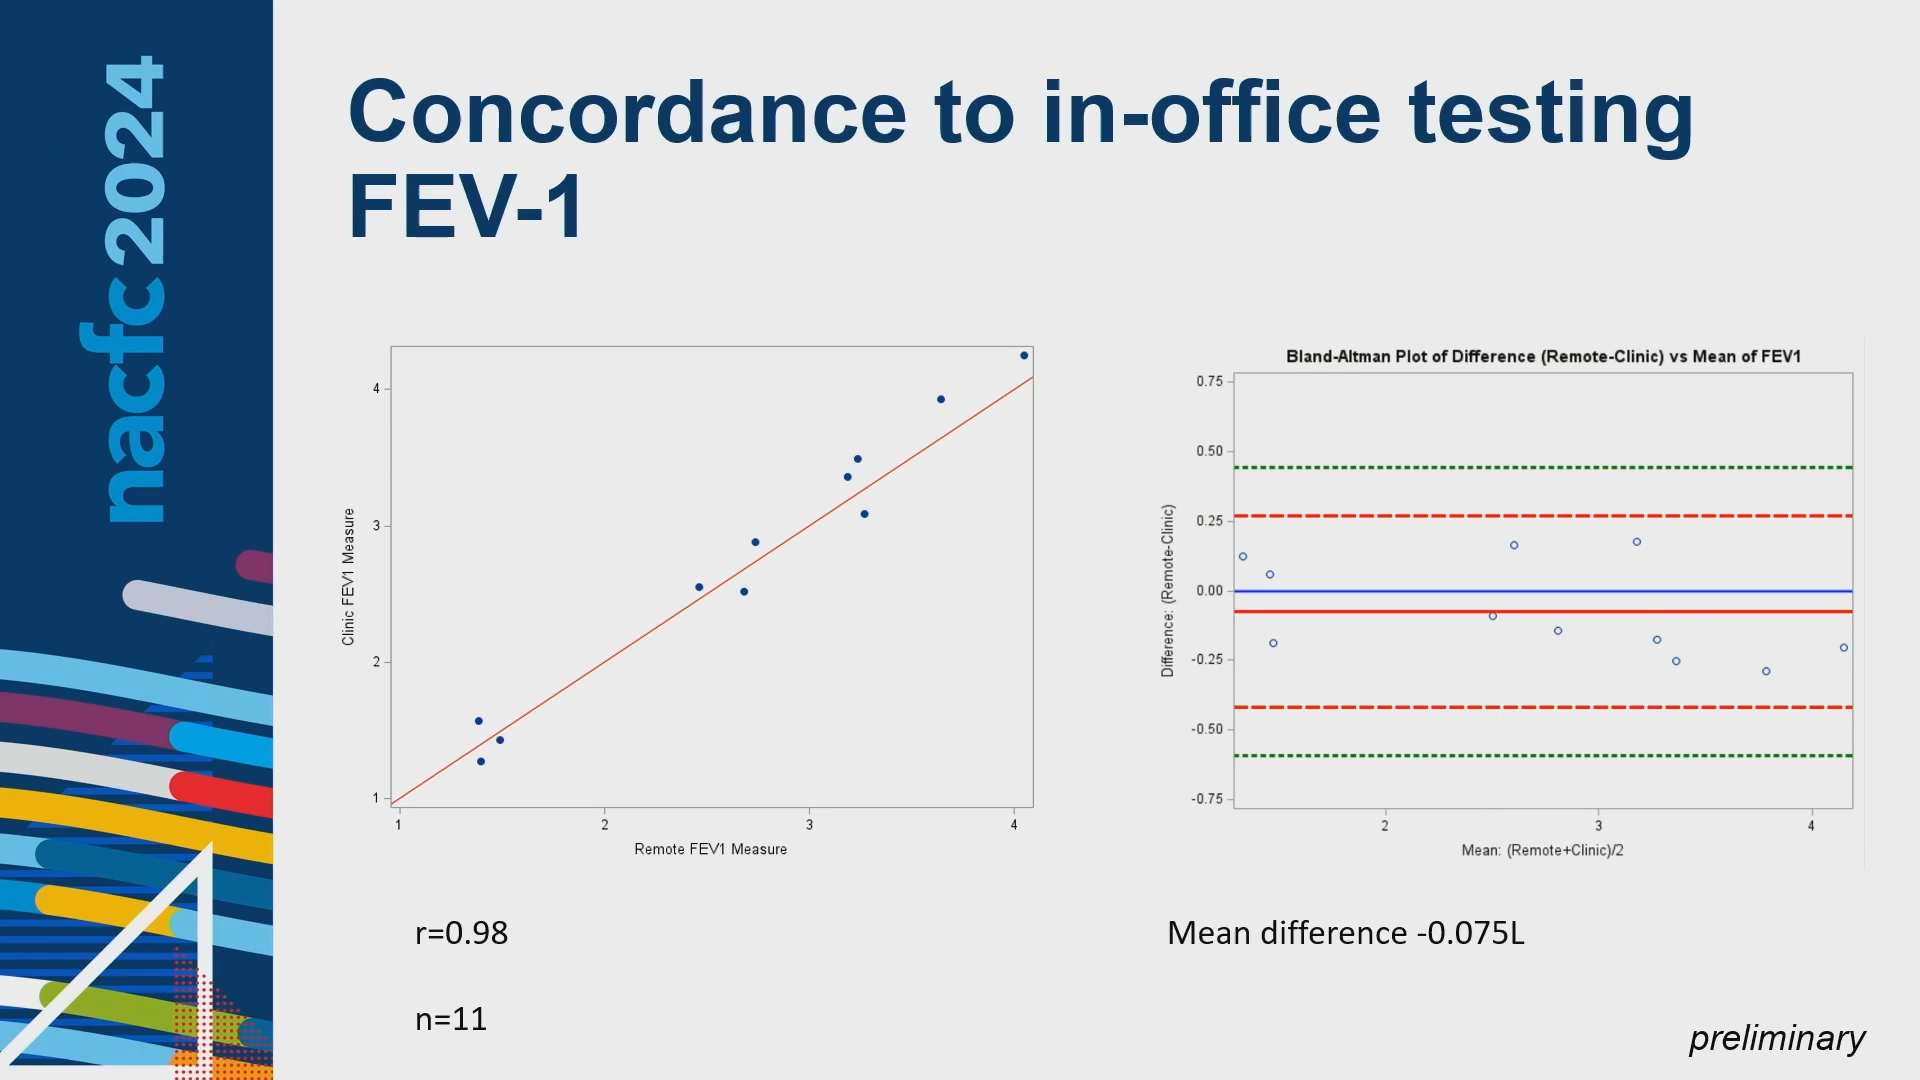 nacfc2024
Concordance to in-office testing
FEV-1
4
3
2
1
Clinic FEV1 Measure
1 2 3 4
Remote FEV1 Measure
Bland-Altman Plot of Difference (Remote-Clinic) vs Mean of FEV1
0.75
0.50
0.25
0.00
-0.25
-0.50
-0.75
Difference: (Remote-Clinic)
2 3 4
Mean: (Remote+Clinic)/2
r=0.98
n=11
Mean difference -0.075L
preliminary